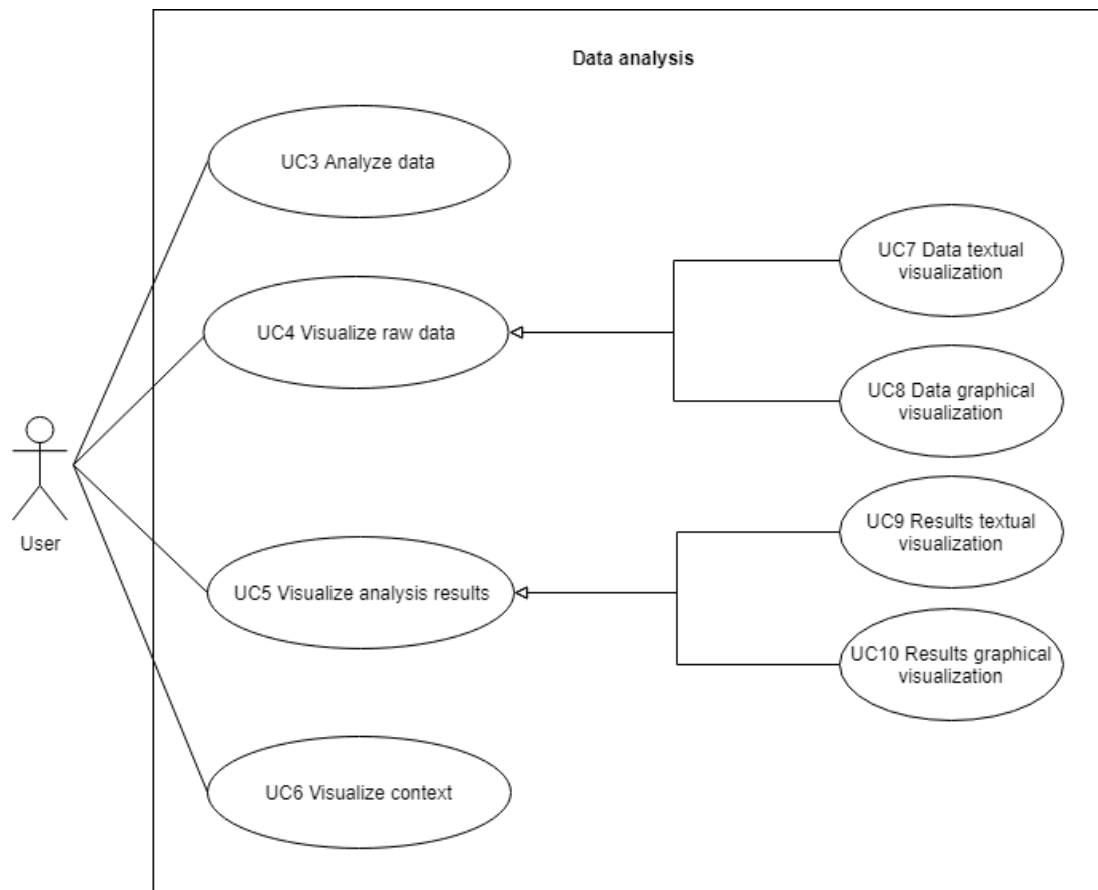 Data analysis
UC3 Analyze data
UC7 Data textual
visualization
UC4 Visualize raw data
UC8 Data graphical
visualization
User
UC9 Results textual
visualization
UC5 Visualize analysis results
UC10 Results graphical
visualization
UC6 Visualize context